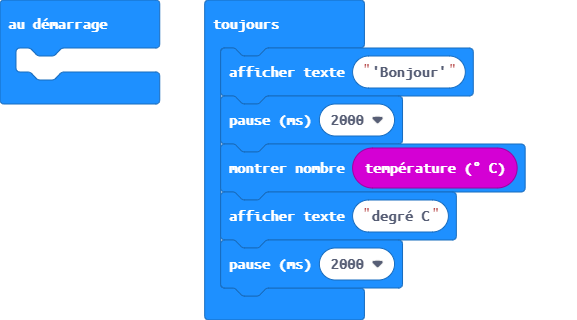 au démarrage
toujours
afficher texte "'Bonjour'"
pause (ms) 2000
montrer nombre température (° C)
afficher texte "degré C"
pause (ms) 2000